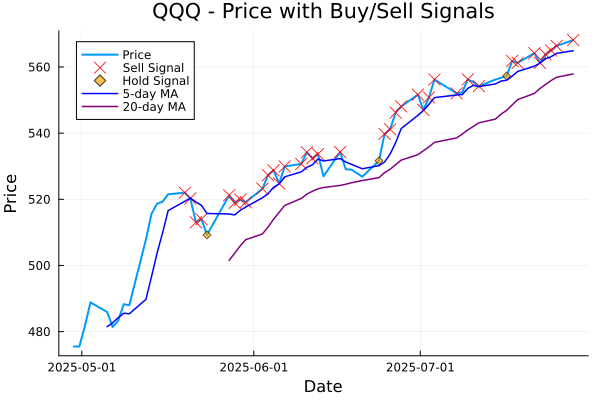 QQQ - Price with Buy/Sell Signals
Price
Sell Signal
Hold Signal
5-day MA
20-day MA
560
540
520
500
480
Price
2025-05-01
2025-06-01
2025-07-01
Date